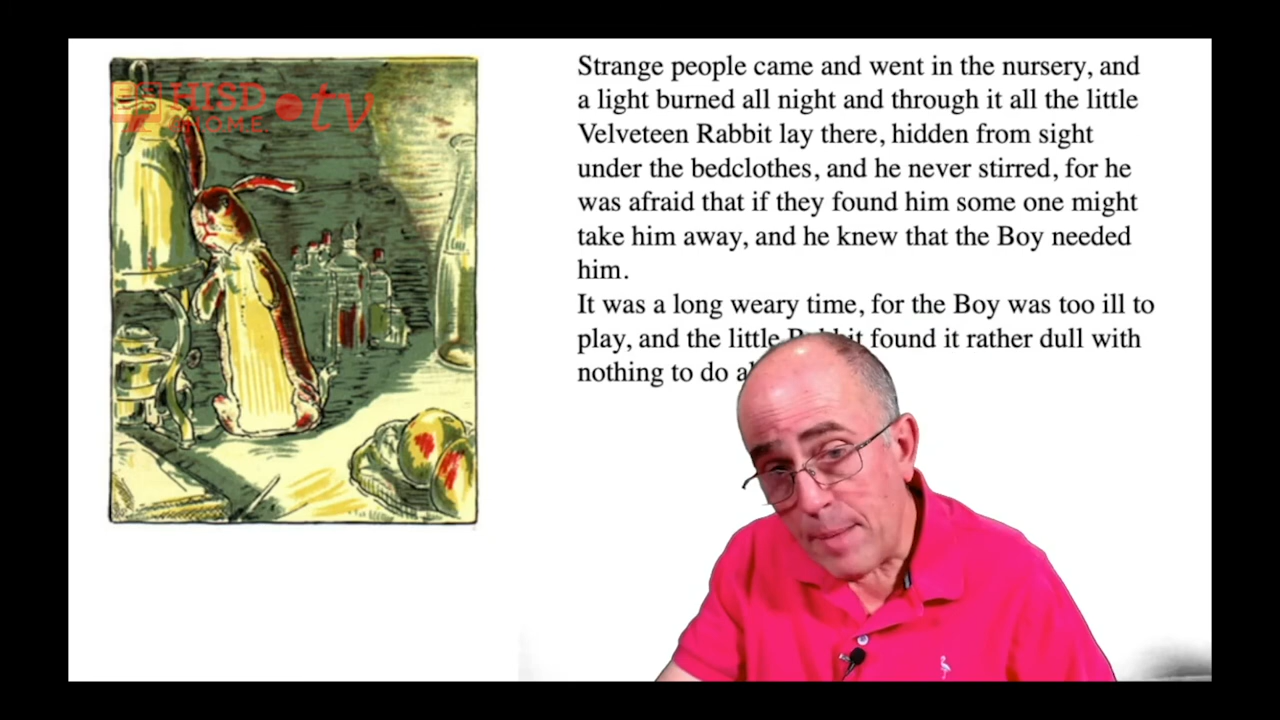 HISD
@H.O.M.E.
tv
Strange people came and went in the nursery, and
a light burned all night and through it all the little
Velveteen Rabbit lay there, hidden from sight
under the bedclothes, and he never stirred, for he
was afraid that if they found him some one might
take him away, and he knew that the Boy needed
him.
It was a long weary time, for the Boy was too ill to
play, and the little Rabbit found it rather dull with
nothing to do